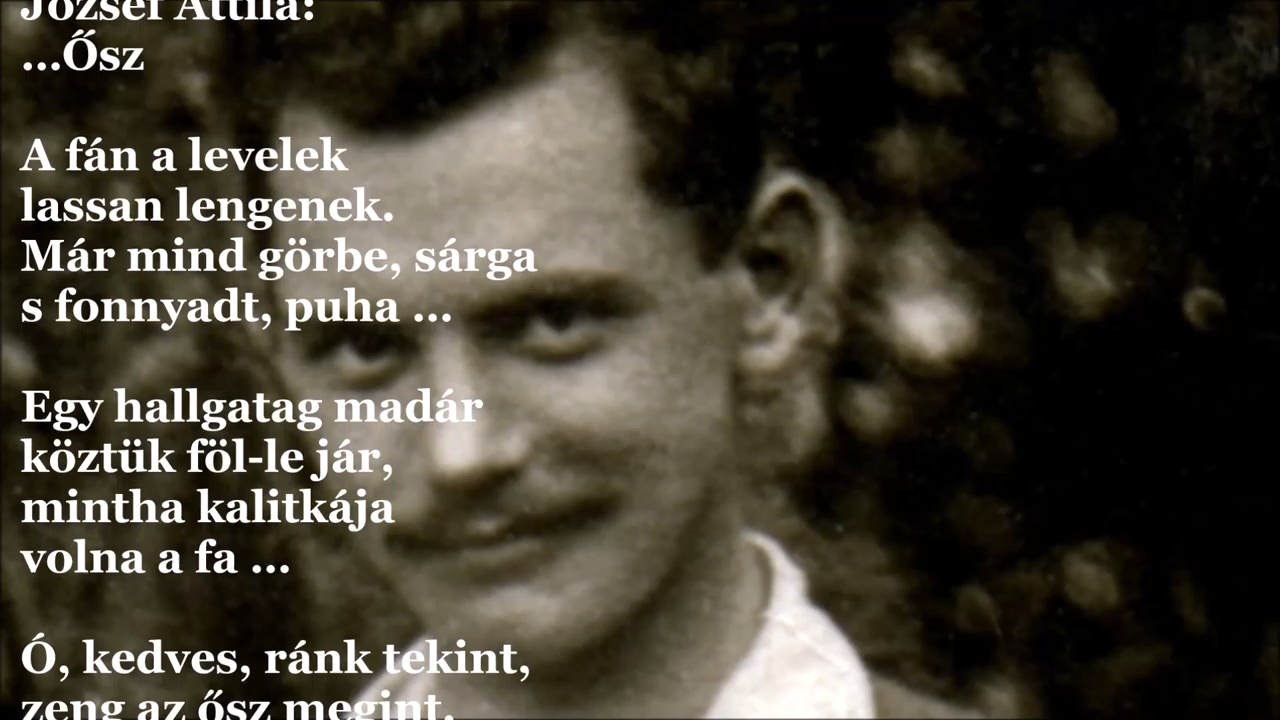 József Attila:
...Ősz
A fán a levelek
lassan lengenek.
Már mind görbe, sárga
s fonnyadt, puha ...
Egy hallgatag madár
köztük föl-le jár,
mintha kalitkája
volna a fa ...
Ó, kedves, ránk tekint,
zeng az ősz megint.